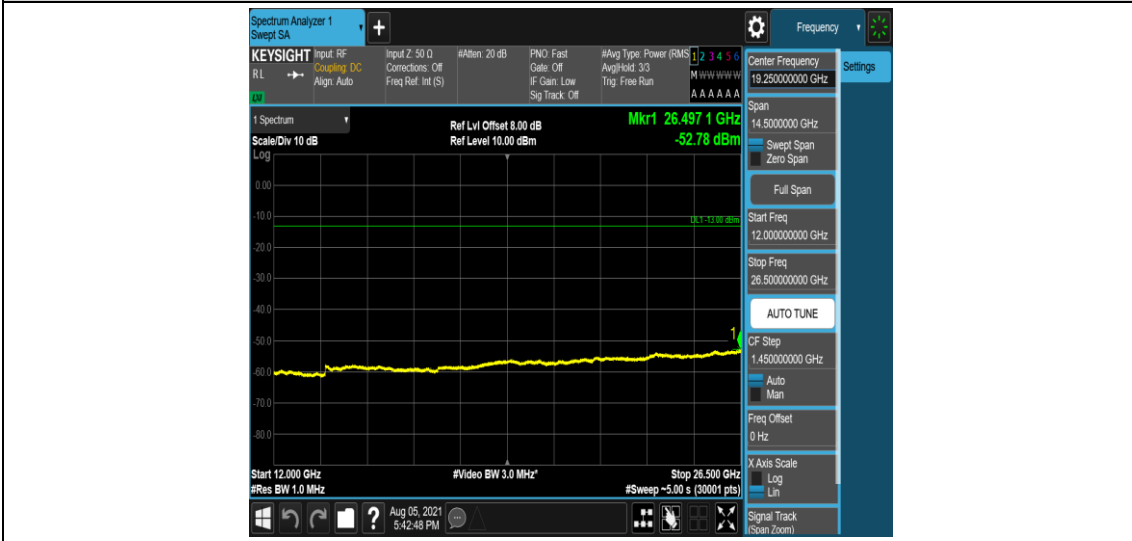 Spectrum Analyzer 1
Swept SA
+
Frequency
KEYSIGHT
RL
Input: RF
Coupling: DC
Align: Auto
Input Z: 50 Ω
Corrections: Off
Freq Ref: Int (S)
#Atten: 20 dB
PNO: Fast
Gate: Off
IF Gain: Low
Sig Track: Off
#Avg Type: Power (RMS
Avg|Hold: 3/3
Trig: Free Run
1 2 3 4 5 6
M W W W W W
A A A A A A
1 Spectrum
Scale/Div 10 dB
Log
Ref Lvl Offset 8.00 dB
Ref Level 10.00 dBm
Mkr1 26.497 1 GHz
-52.78 dBm
0.00
-10.0
DL1 -13.00 dBm
-20.0
-30.0
-40.0
-50.0
1
-60.0
-70.0
-80.0
Start 12.000 GHz
#Res BW 1.0 MHz
#Video BW 3.0 MHz*
Stop 26.500 GHz
#Sweep ~5.00 s (30001 pts)
?
Aug 05, 2021
5:42:48 PM
Center Frequency
19.250000000 GHz
Settings
Span
14.5000000 GHz
Swept Span
Zero Span
Full Span
Start Freq
12.000000000 GHz
Stop Freq
26.500000000 GHz
AUTO TUNE
CF Step
1.450000000 GHz
Auto
Man
Freq Offset
0 Hz
X Axis Scale
Log
Lin
Signal Track
(Span Zoom)